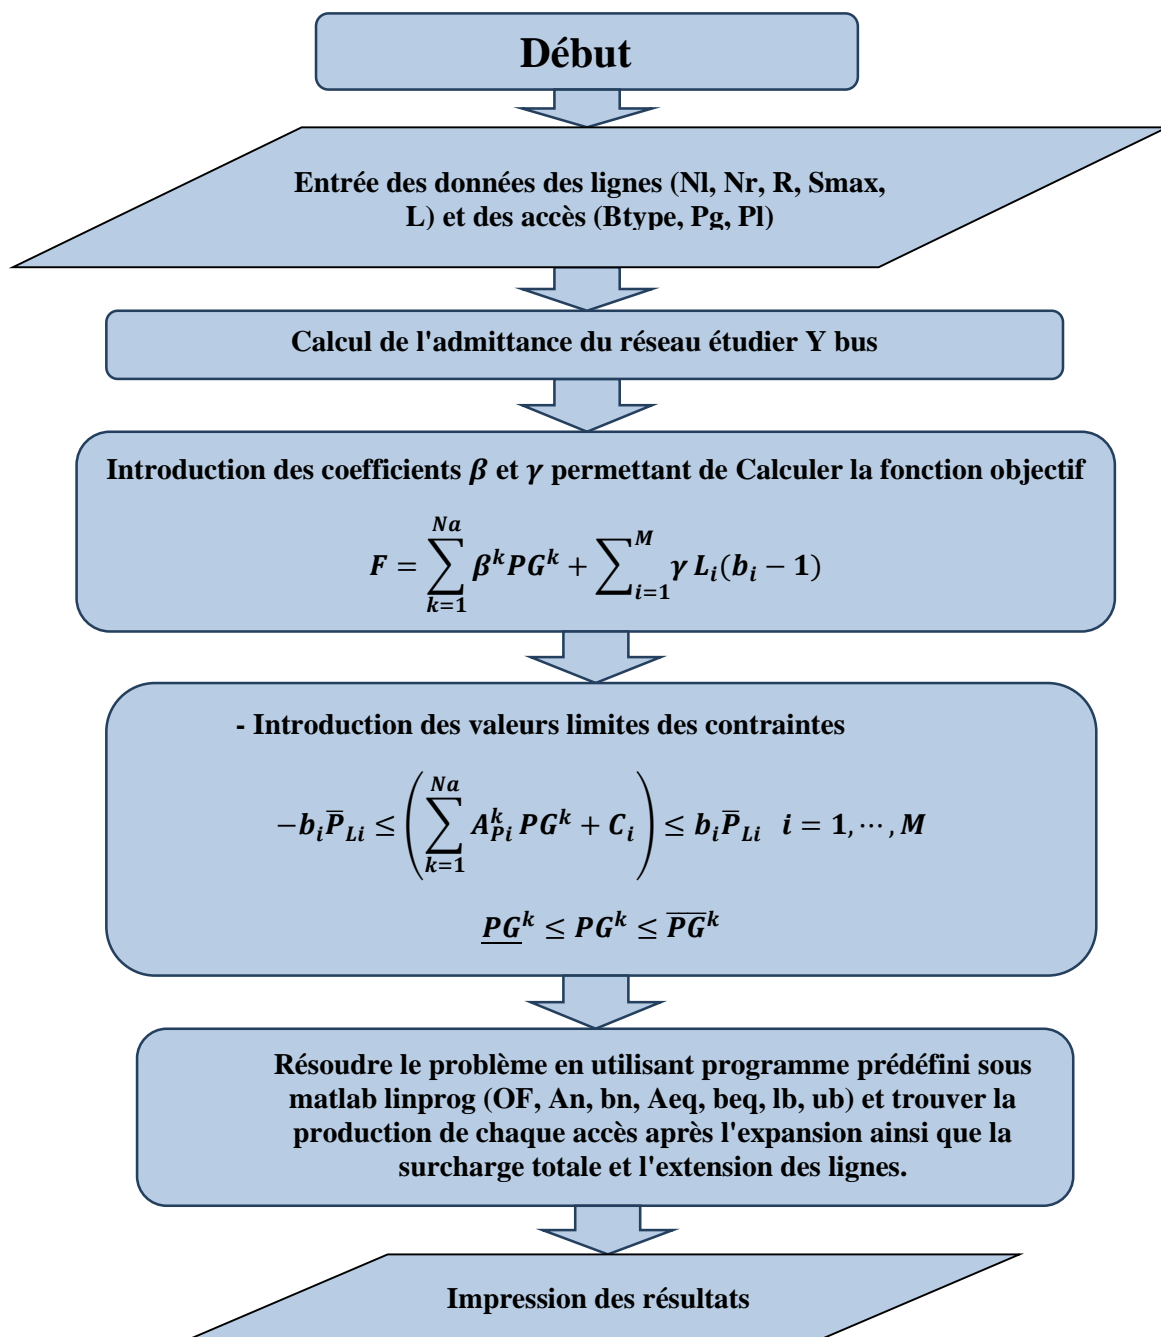 Début
Entrée des données des lignes (Nl, Nr, R, Smax,
L) et des accès (Btype, Pg, Pl)
Calcul de l'admittance du réseau étudier Y bus
Introduction des coefficients β et γ permettant de Calculer la fonction objectif
F = ∑_{k=1}^{Na} β^k PG^k + ∑_{i=1}^{M} γ L_i(b_i − 1)
- Introduction des valeurs limites des contraintes
−b_i P̅_{Li} ≤ (∑_{k=1}^{Na} A_{Pi}^k PG^k + C_i) ≤ b_i P̅_{Li} i = 1, ⋯ , M
\underline{PG}^k ≤ PG^k ≤ \overline{PG}^k
Résoudre le problème en utilisant programme prédéfini sous
matlab linprog (OF, An, bn, Aeq, beq, lb, ub) et trouver la
production de chaque accès après l'expansion ainsi que la
surcharge totale et l'extension des lignes.
Impression des résultats